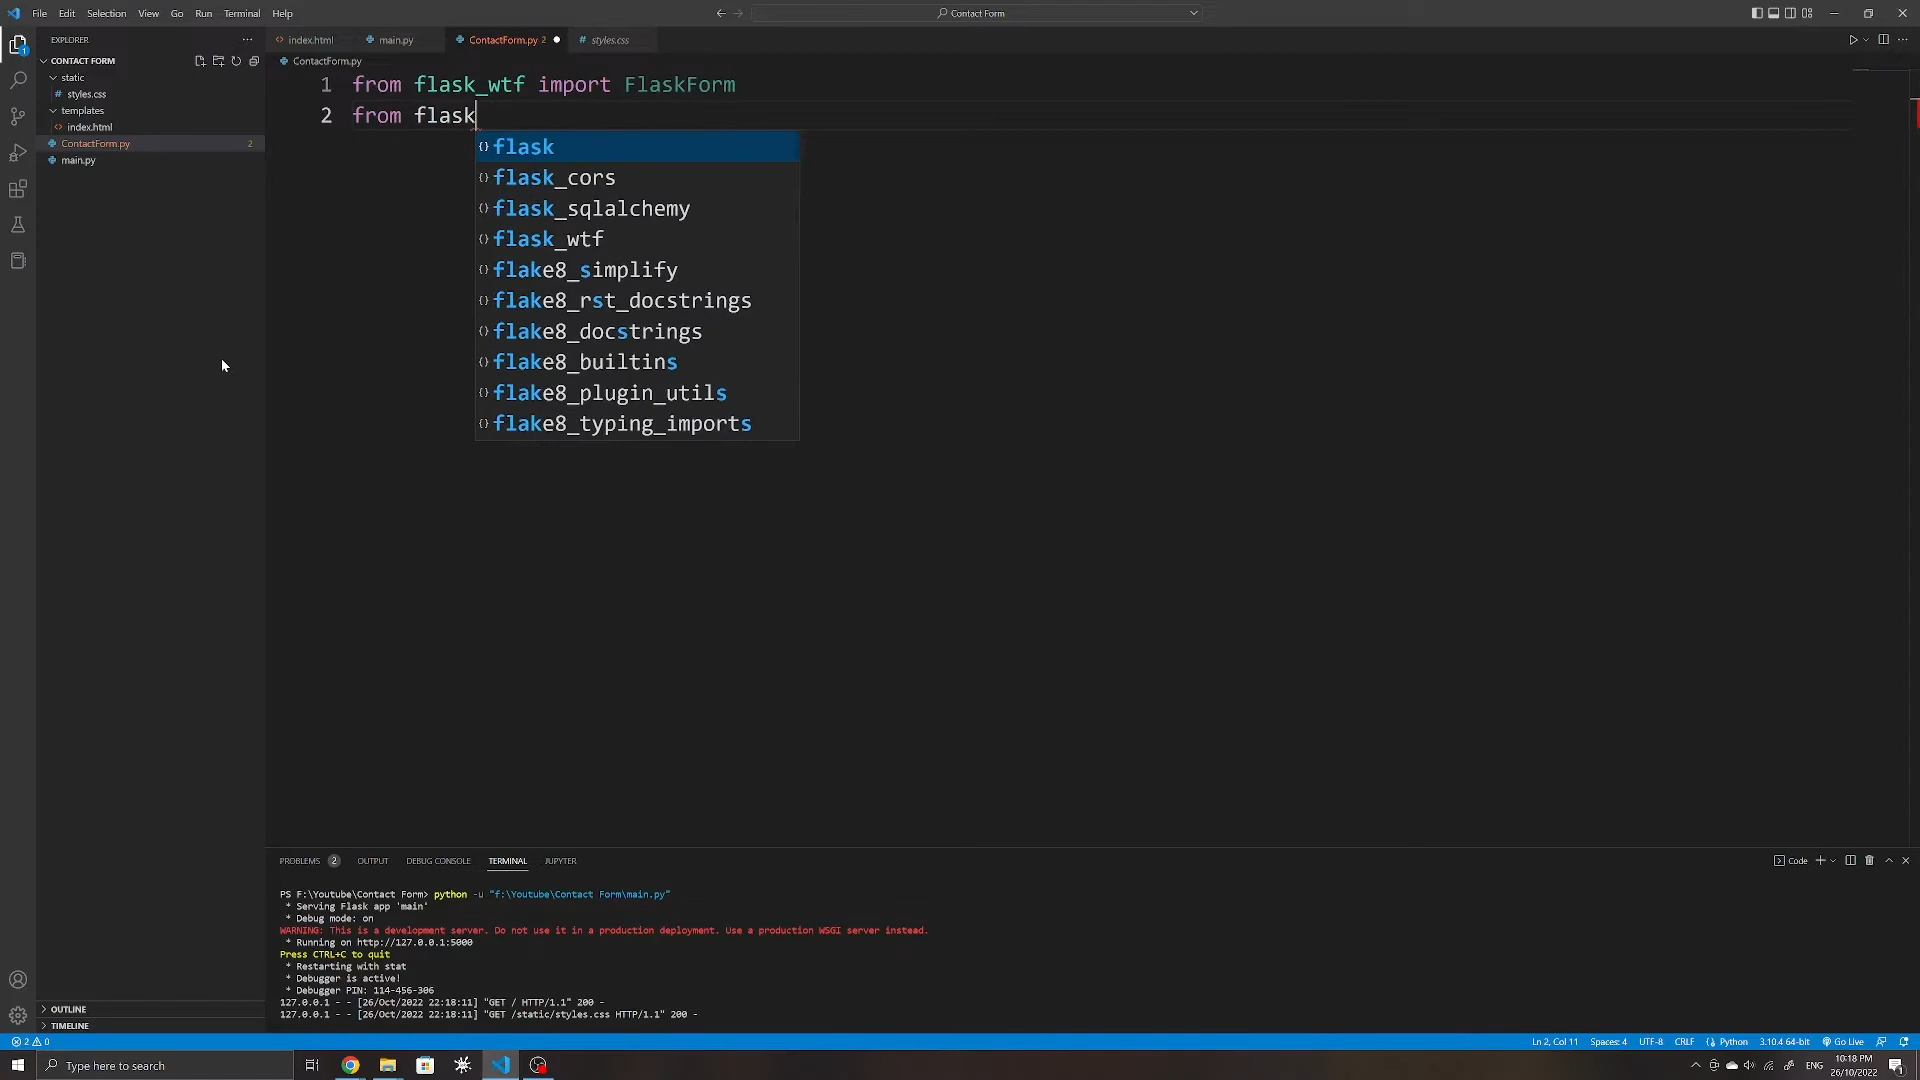 File Edit Selection View Go Run Terminal Help
Contact Form
EXPLORER
CONTACT FORM
static
# styles.css
templates
<> index.html
ContactForm.py 2
main.py
OUTLINE
TIMELINE
<> index.html
main.py
ContactForm.py 2
# styles.css
ContactForm.py
1 from flask_wtf import FlaskForm
2 from flask
{} flask
{} flask_cors
{} flask_sqlalchemy
{} flask_wtf
{} flake8_simplify
{} flake8_rst_docstrings
{} flake8_docstrings
{} flake8_builtins
{} flake8_plugin_utils
{} flake8_typing_imports
PROBLEMS 2 OUTPUT DEBUG CONSOLE TERMINAL JUPYTER
Code
PS F:\Youtube\Contact Form> python -u "f:\Youtube\Contact Form\main.py"
* Serving Flask app 'main'
* Debug mode: on
WARNING: This is a development server. Do not use it in a production deployment. Use a production WSGI server instead.
* Running on http://127.0.0.1:5000
Press CTRL+C to quit
* Restarting with stat
* Debugger is active!
* Debugger PIN: 114-456-306
127.0.0.1 - - [26/Oct/2022 22:18:11] "GET / HTTP/1.1" 200 -
127.0.0.1 - - [26/Oct/2022 22:18:11] "GET /static/styles.css HTTP/1.1" 200 -
2 0
Ln 2, Col 11 Spaces: 4 UTF-8 CRLF {} Python 3.10.4 64-bit Go Live
Type here to search
ENG
10:18 PM
26/10/2022
1
1